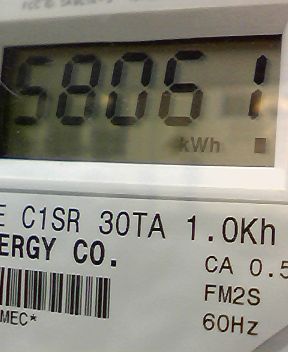 58061
kWh
E C1SR 30TA 1.0Kh
ERGY CO.
CA 0.5
FM2S
MEC*
60Hz